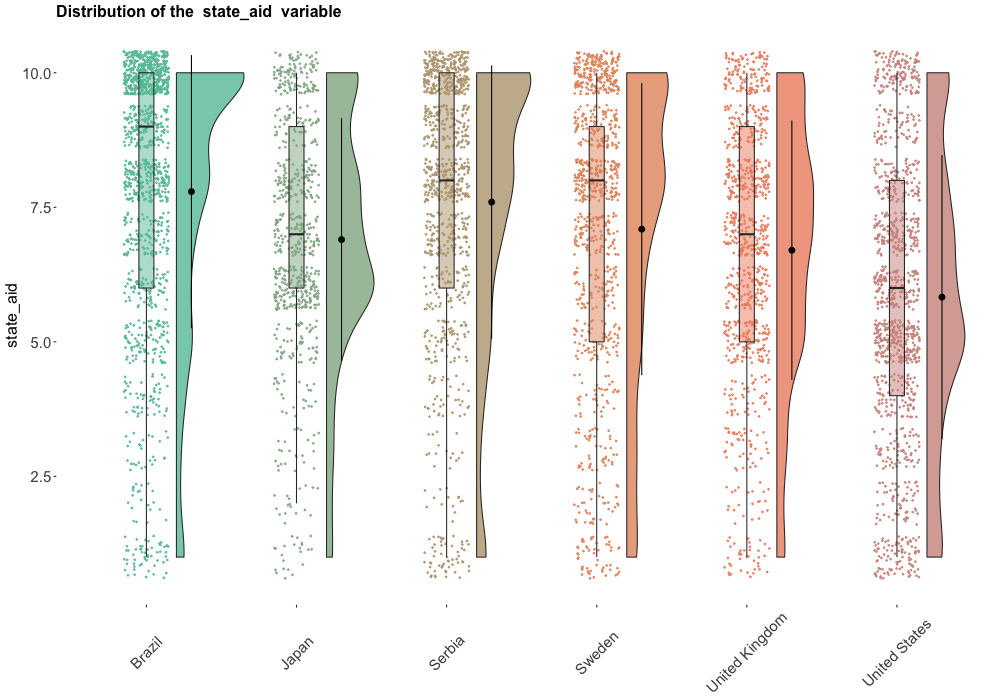 Distribution of the  state_aid  variable
state_aid
10.0
7.5
5.0
2.5
Brazil
Japan
Serbia
Sweden
United Kingdom
United States